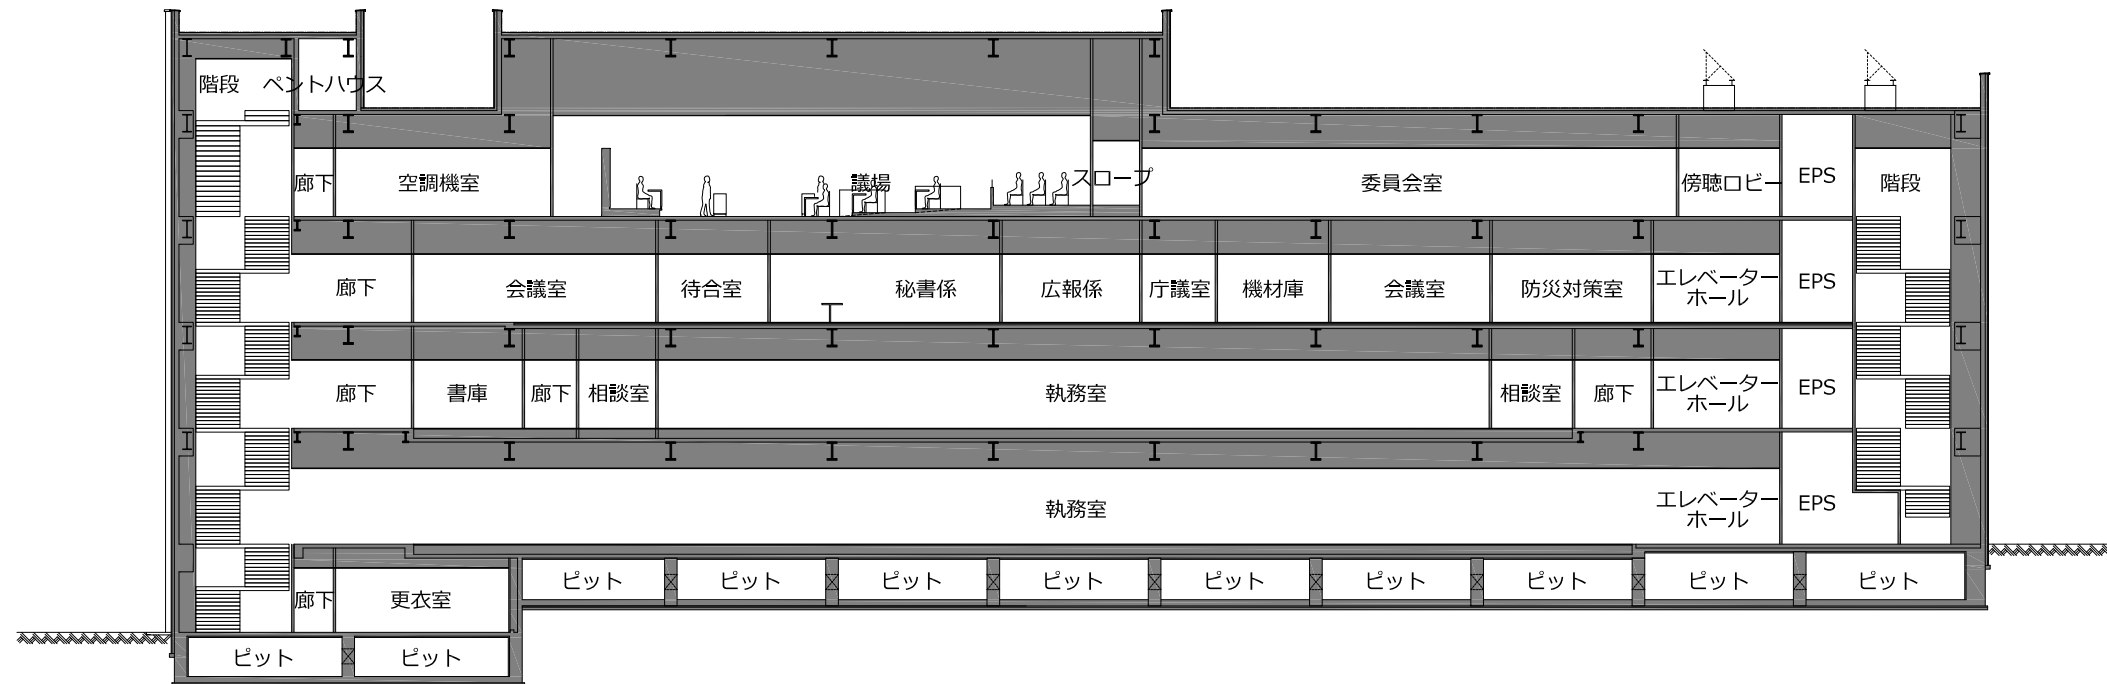 階段
ペントハウス
廊下
空調機室
議場
スロープ
委員会室
傍聴ロビー
EPS
階段
廊下
会議室
待合室
秘書係
広報係
庁議室
機材庫
会議室
防災対策室
エレベーター
ホール
EPS
廊下
書庫
廊下
相談室
執務室
相談室
廊下
エレベーター
ホール
EPS
執務室
エレベーター
ホール
EPS
廊下
更衣室
ピット
ピット
ピット
ピット
ピット
ピット
ピット
ピット
ピット
ピット
ピット